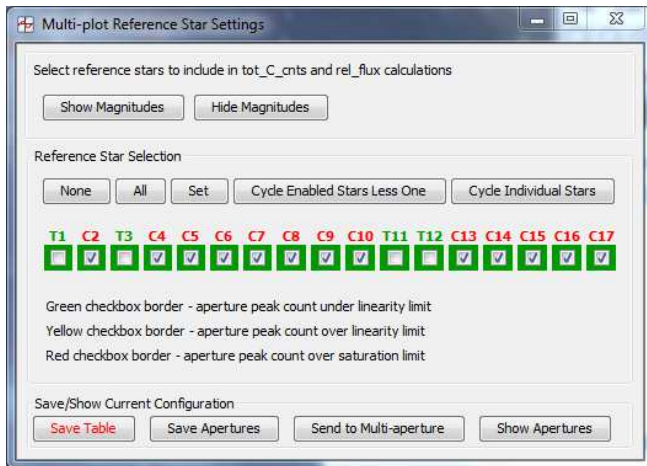 Multi-plot Reference Star Settings
Select reference stars to include in tot_C_cnts and rel_flux calculations
Show Magnitudes Hide Magnitudes
Reference Star Selection
None All Set Cycle Enabled Stars Less One Cycle Individual Stars
T1 C2 T3 C4 C5 C6 C7 C8 C9 C10 T11 T12 C13 C14 C15 C16 C17
Green checkbox border - aperture peak count under linearity limit
Yellow checkbox border - aperture peak count over linearity limit
Red checkbox border - aperture peak count over saturation limit
Save/Show Current Configuration
Save Table Save Apertures Send to Multi-aperture Show Apertures